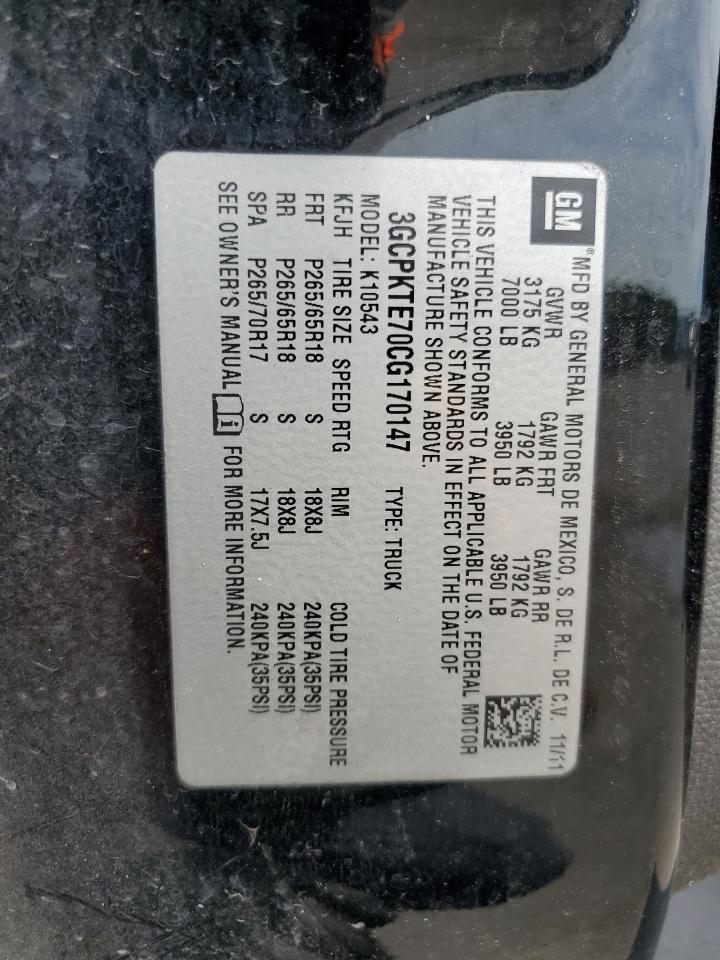 GM
® MFD BY GENERAL MOTORS DE MEXICO, S. DE R.L. DE C.V. 11/11
GVWR GAWR FRT GAWR RR
3175 KG 1792 KG 1792 KG
7000 LB 3950 LB 3950 LB
THIS VEHICLE CONFORMS TO ALL APPLICABLE U.S. FEDERAL MOTOR
VEHICLE SAFETY STANDARDS IN EFFECT ON THE DATE OF
MANUFACTURE SHOWN ABOVE.
3GCPKTE70CG170147 TYPE: TRUCK
MODEL: K10543
KFJH TIRE SIZE SPEED RTG RIM COLD TIRE PRESSURE
FRT P265/65R18 S 18X8J 240KPA(35PSI)
RR P265/65R18 S 18X8J 240KPA(35PSI)
SPA P265/70R17 S 17X7.5J 240KPA(35PSI)
SEE OWNER'S MANUAL i FOR MORE INFORMATION.